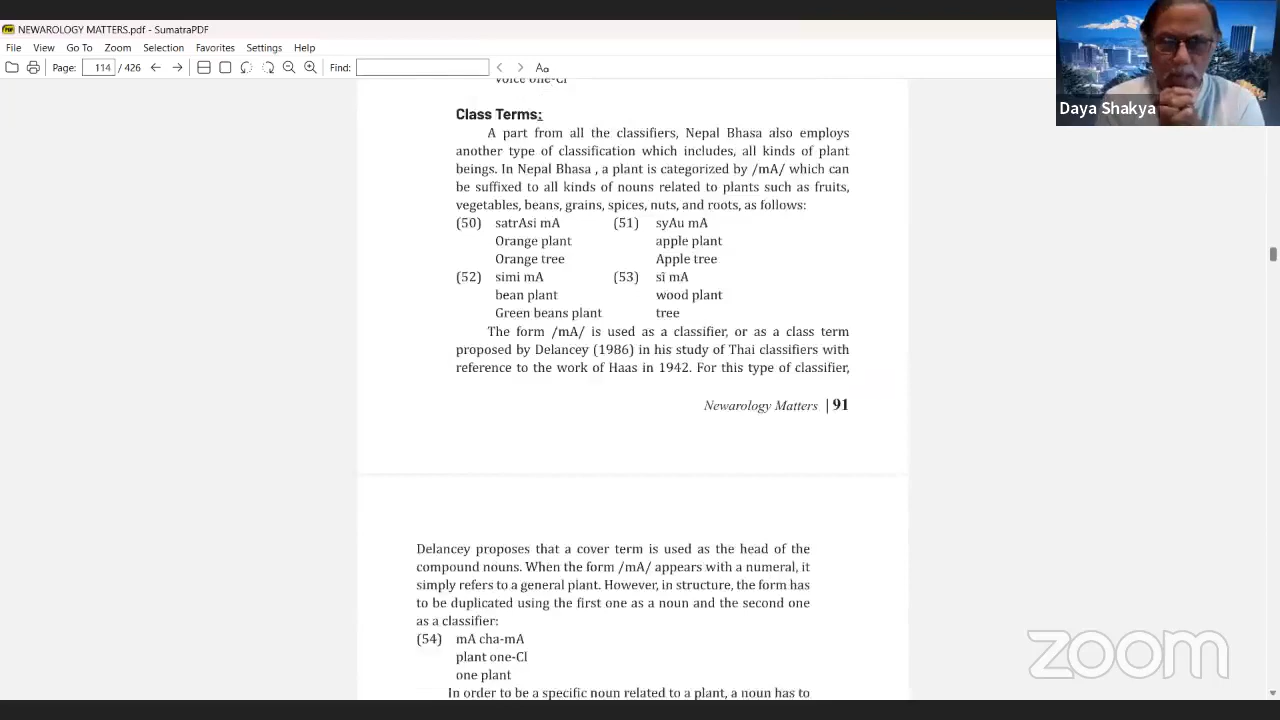 NEWAROLOGY MATTERS.pdf - SumatraPDF
File View Go To Zoom Selection Favorites Settings Help
Page: 114 / 426 Find:
Daya Shakya
voice one-Cl
Class Terms:
A part from all the classifiers, Nepal Bhasa also employs
another type of classification which includes, all kinds of plant
beings. In Nepal Bhasa , a plant is categorized by /mA/ which can
be suffixed to all kinds of nouns related to plants such as fruits,
vegetables, beans, grains, spices, nuts, and roots, as follows:
(50) satrAsi mA (51) syAu mA
Orange plant apple plant
Orange tree Apple tree
(52) simi mA (53) sĩ mA
bean plant wood plant
Green beans plant tree
The form /mA/ is used as a classifier, or as a class term
proposed by Delancey (1986) in his study of Thai classifiers with
reference to the work of Haas in 1942. For this type of classifier,
Newarology Matters | 91
Delancey proposes that a cover term is used as the head of the
compound nouns. When the form /mA/ appears with a numeral, it
simply refers to a general plant. However, in structure, the form has
to be duplicated using the first one as a noun and the second one
as a classifier:
(54) mA cha-mA
plant one-Cl
one plant
In order to be a specific noun related to a plant, a noun has to
zoom